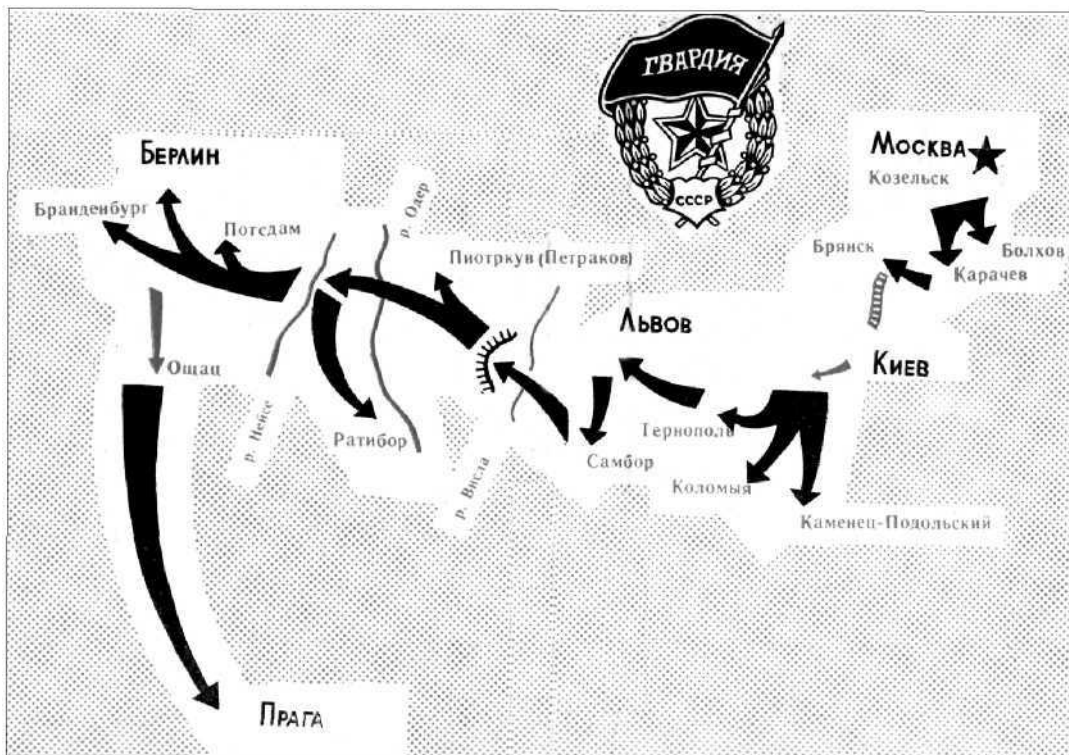 ГВАРДИЯ
СССР
МОСКВА
Козельск
Болхов
Карачев
Брянск
КИЕВ
Тернополь
Коломыя
Каменец-Подольский
ЛЬВОВ
Самбор
р. Висла
Пиотркув (Петраков)
р. Одер
Ратибор
р. Нейсе
БЕРЛИН
Бранденбург
Потсдам
Ощац
ПРАГА